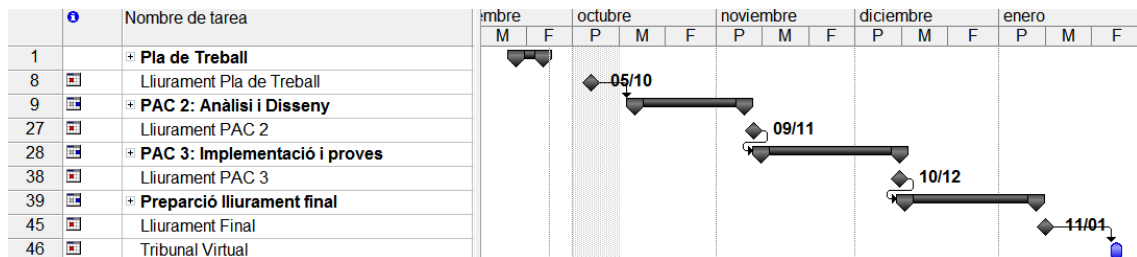 Nombre de tarea embre octubre noviembre diciembre enero
M F P M F P M F P M F P M F
1 Pla de Treball
8 Lliurament Pla de Treball 05/10
9 PAC 2: Anàlisi i Disseny
27 Lliurament PAC 2 09/11
28 PAC 3: Implementació i proves
38 Lliurament PAC 3 10/12
39 Preparció lliurament final
45 Lliurament Final 11/01
46 Tribunal Virtual